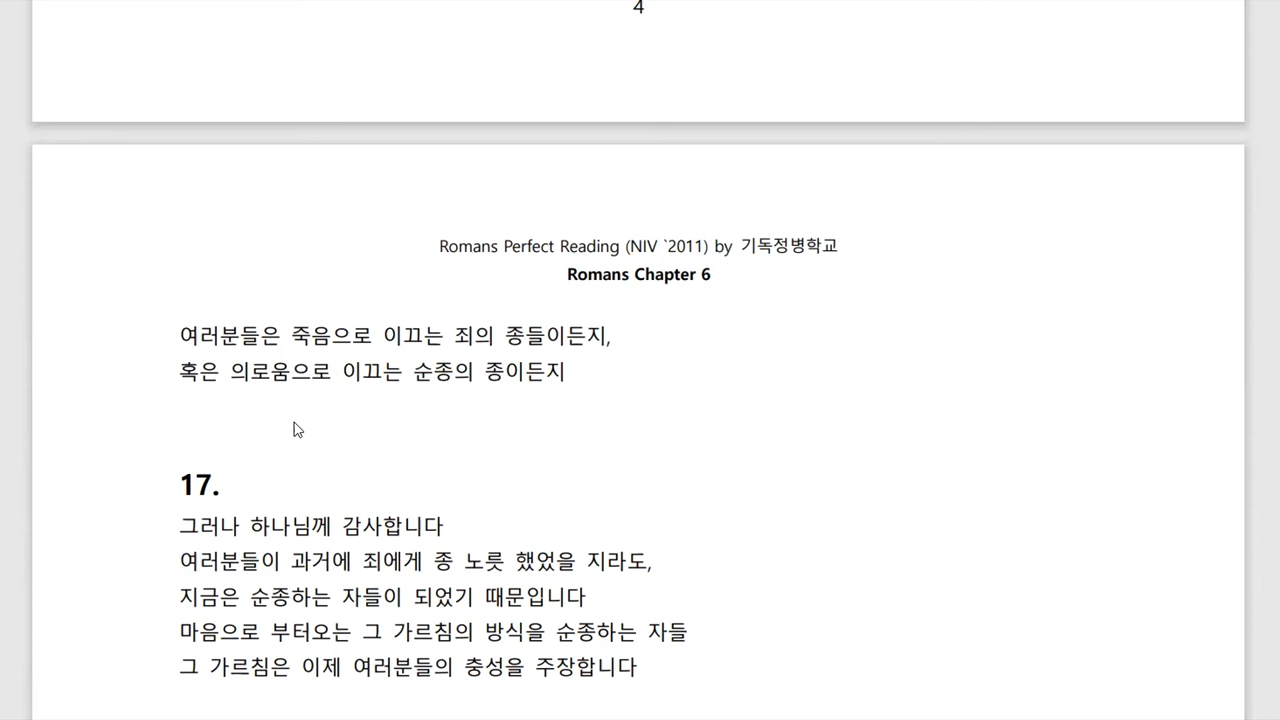 4
Romans Perfect Reading (NIV `2011) by 기독정병학교
Romans Chapter 6
여러분들은 죽음으로 이끄는 죄의 종들이든지,
혹은 의로움으로 이끄는 순종의 종이든지
17.
그러나 하나님께 감사합니다
여러분들이 과거에 죄에게 종 노릇 했었을 지라도,
지금은 순종하는 자들이 되었기 때문입니다
마음으로 부터오는 그 가르침의 방식을 순종하는 자들
그 가르침은 이제 여러분들의 충성을 주장합니다